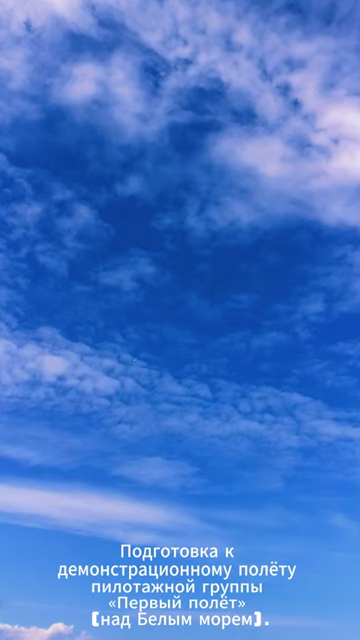 Подготовка к
демонстрационному полёту
пилотажной группы
«Первый полёт»
(над Белым морем).